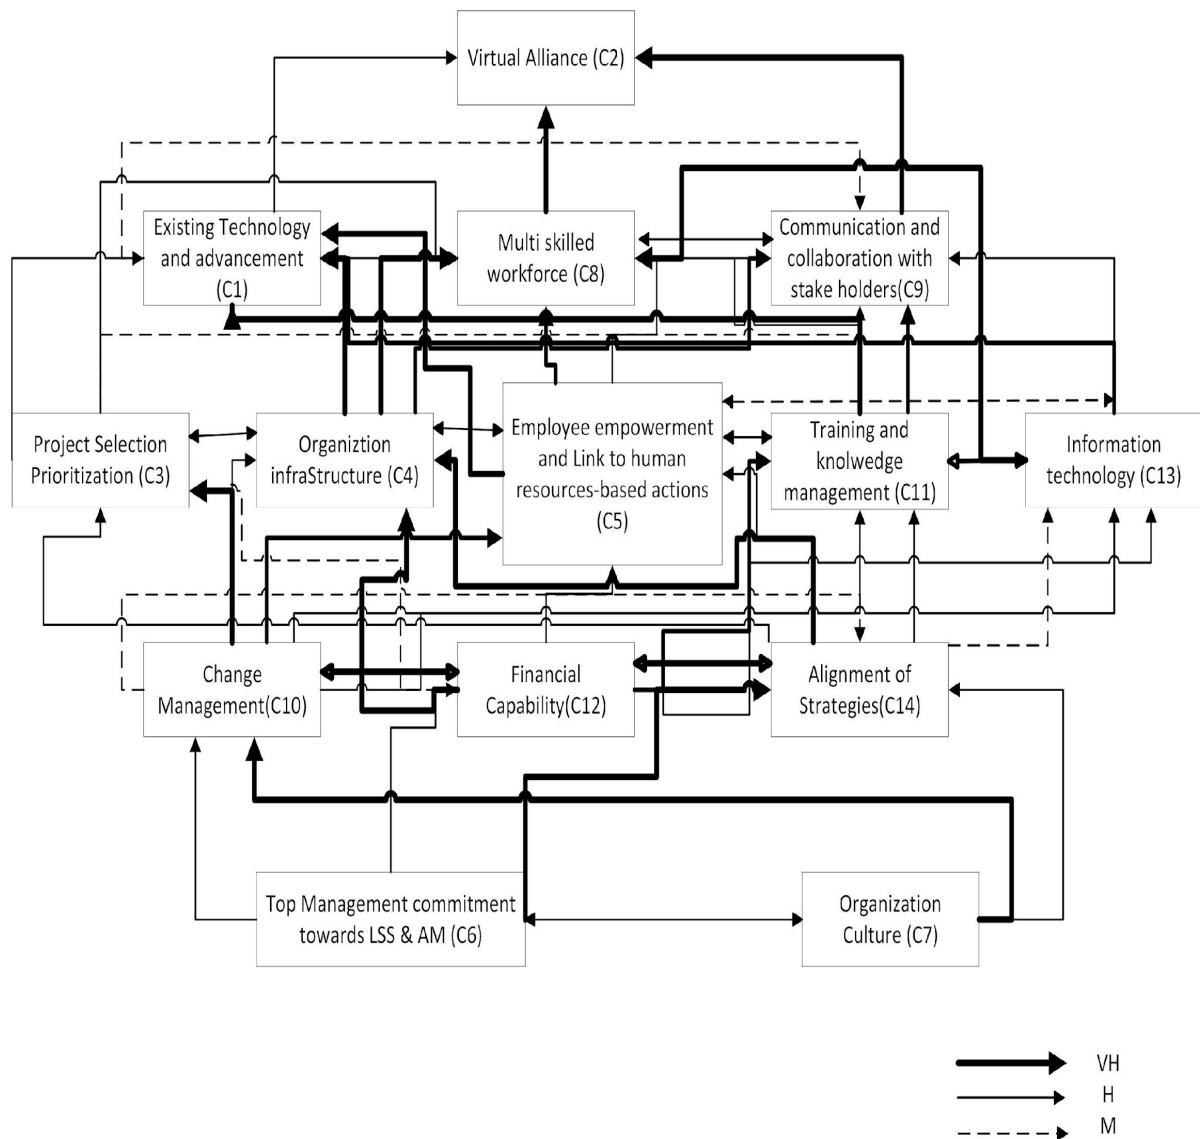 Virtual Alliance (C2)
Existing Technology
and advancement
(C1)
Multi skilled
workforce (C8)
Communication and
collaboration with
stake holders(C9)
Project Selection
Prioritization (C3)
Organiztion
infraStructure (C4)
Employee empowerment
and Link to human
resources-based actions
(C5)
Training and
knolwedge
management (C11)
Information
technology (C13)
Change
Management(C10)
Financial
Capability(C12)
Alignment of
Strategies(C14)
Top Management commitment
towards LSS & AM (C6)
Organization
Culture (C7)
VH
H
M